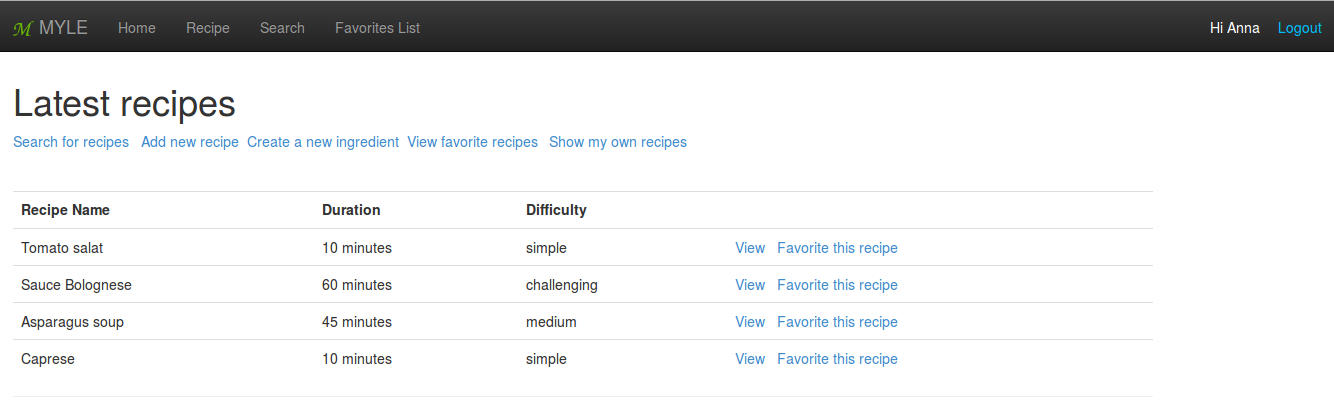 M MYLE Home Recipe Search Favorites List Hi Anna Logout
Latest recipes
Search for recipes Add new recipe Create a new ingredient View favorite recipes Show my own recipes
Recipe Name Duration Difficulty
Tomato salat 10 minutes simple View Favorite this recipe
Sauce Bolognese 60 minutes challenging View Favorite this recipe
Asparagus soup 45 minutes medium View Favorite this recipe
Caprese 10 minutes simple View Favorite this recipe